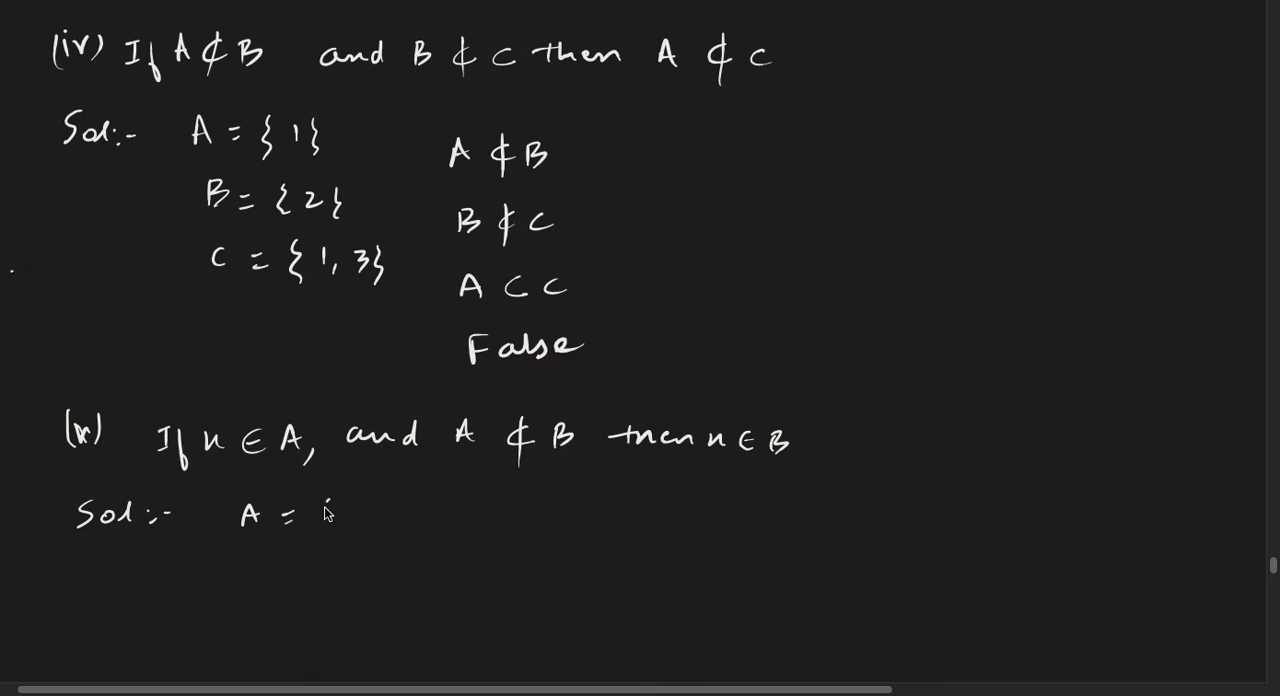 (iv) If A ⊄ B and B ⊄ C then A ⊄ C
Sol:- A = { 1}
B = {2}
C = {1, 3}
A ⊄ B
B ⊄ C
A ⊂ C
False
(v) If x ∈ A, and A ⊄ B then x ∈ B
Sol:- A =